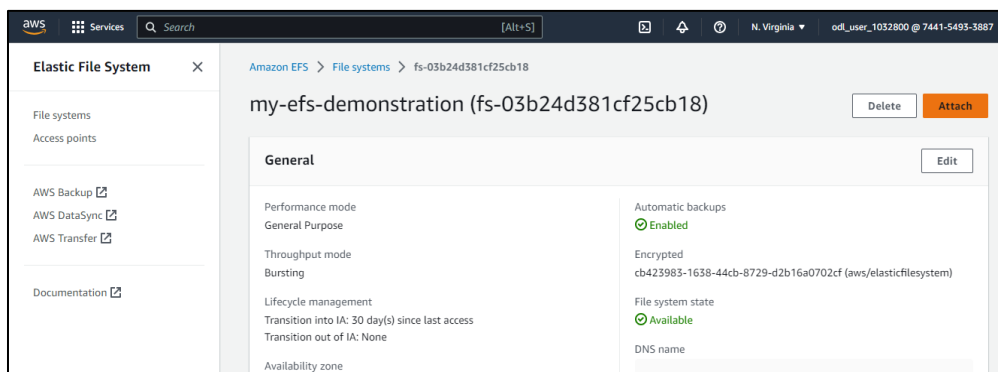 aws Services Search [Alt+S] N. Virginia odl_user_1032800 @ 7441-5493-3887
Elastic File System
File systems
Access points
AWS Backup
AWS DataSync
AWS Transfer
Documentation
Amazon EFS > File systems > fs-03b24d381cf25cb18
my-efs-demonstration (fs-03b24d381cf25cb18)
Delete Attach
General
Edit
Performance mode
General Purpose
Throughput mode
Bursting
Lifecycle management
Transition into IA: 30 day(s) since last access
Transition out of IA: None
Availability zone
Automatic backups
Enabled
Encrypted
cb423983-1638-44cb-8729-d2b16a0702cf (aws/elasticfilesystem)
File system state
Available
DNS name